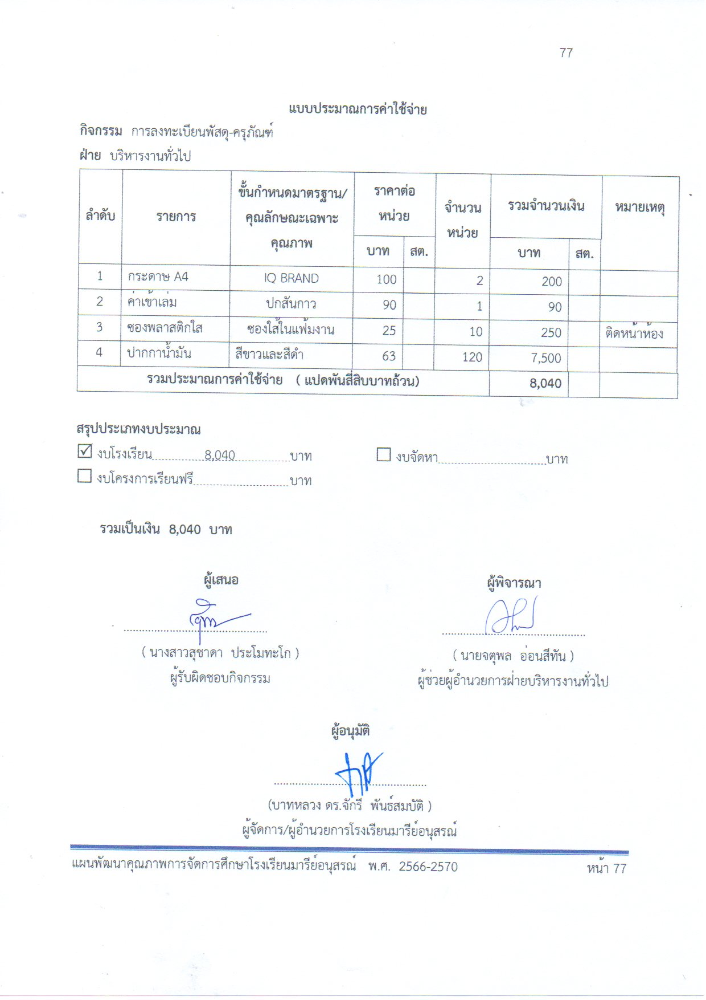 77
แบบประมาณการค่าใช้จ่าย
กิจกรรม การลงทะเบียนพัสดุ-ครุภัณฑ์
ฝ่าย บริหารงานทั่วไป
ลำดับ รายการ ขั้นกำหนดมาตรฐาน/ คุณลักษณะเฉพาะ คุณภาพ ราคาต่อ หน่วย จำนวน หน่วย รวมจำนวนเงิน หมายเหตุ
บาท สต. บาท สต.
1 กระดาษ A4 IQ BRAND 100 2 200
2 ค่าเข้าเล่ม ปกสันกาว 90 1 90
3 ซองพลาสติกใส ซองใส้ในแฟ้มงาน 25 10 250 ติดหน้าห้อง
4 ปากกาน้ำมัน สีขาวและสีดำ 63 120 7,500
รวมประมาณการค่าใช้จ่าย ( แปดพันสี่สิบบาทถ้วน) 8,040
สรุปประเภทงบประมาณ
☑ งบโรงเรียน................8,040................บาท ☐ งบจัดหา................................บาท
☐ งบโครงการเรียนฟรี............................บาท
รวมเป็นเงิน 8,040 บาท
ผู้เสนอ ผู้พิจารณา
( นางสาวสุชาดา ประโมทะโก ) ( นายจตุพล อ่อนสีทัน )
ผู้รับผิดชอบกิจกรรม ผู้ช่วยผู้อำนวยการฝ่ายบริหารงานทั่วไป
ผู้อนุมัติ
(บาทหลวง ดร.จักรี พันธ์สมบัติ )
ผู้จัดการ/ผู้อำนวยการโรงเรียนมารีย์อนุสรณ์
แผนพัฒนาคุณภาพการจัดการศึกษาโรงเรียนมารีย์อนุสรณ์ พ.ศ. 2566-2570 หน้า 77